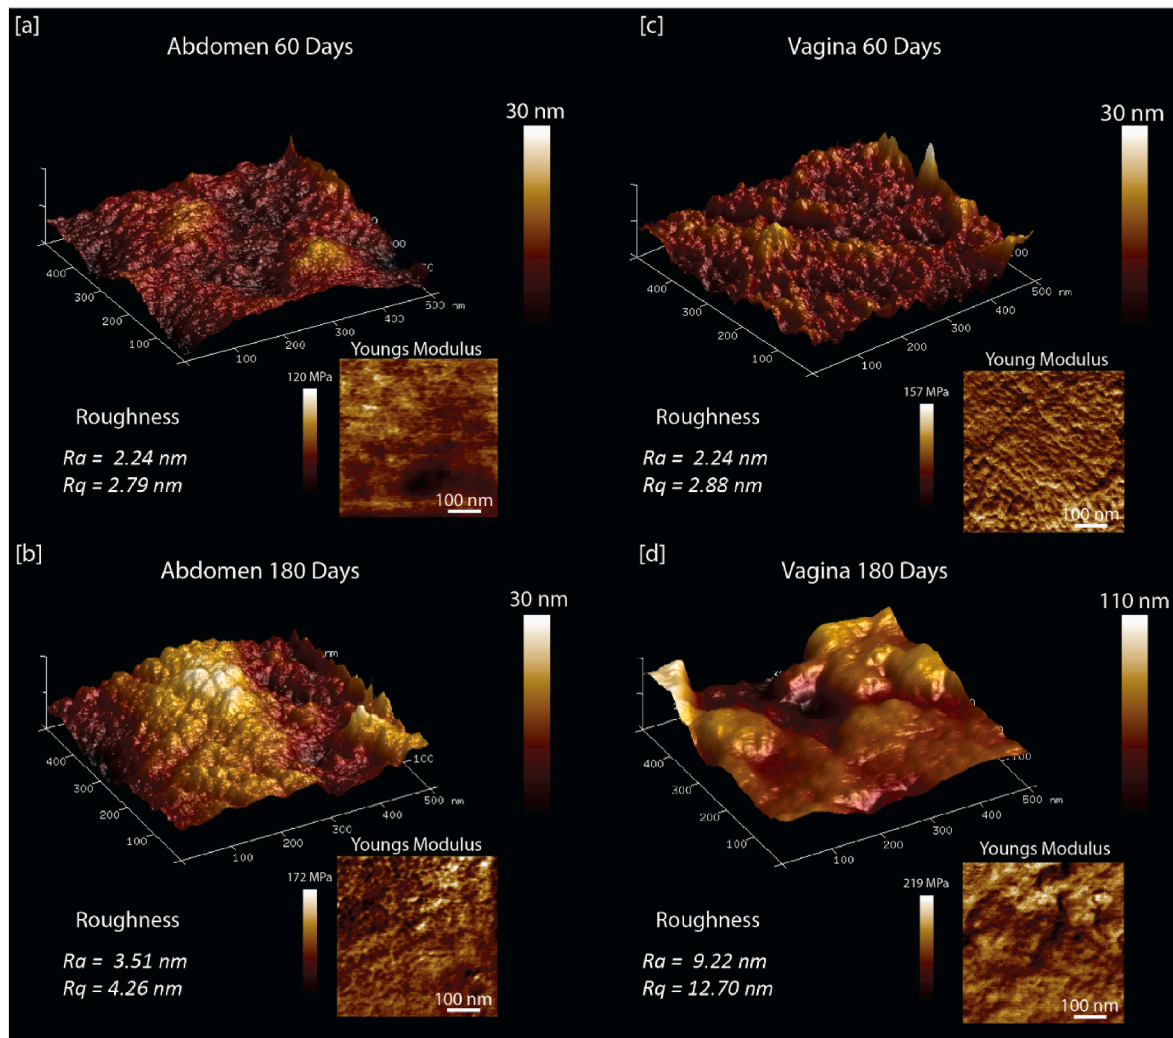 [a]
Abdomen 60 Days
30 nm
400
300
200
100
100
200
300
400
500 nm
Youngs Modulus
120 MPa
Roughness
Ra = 2.24 nm
Rq = 2.79 nm
100 nm
[c]
Vagina 60 Days
30 nm
400
300
200
100
100
200
300
400
500 nm
Young Modulus
157 MPa
Roughness
Ra = 2.24 nm
Rq = 2.88 nm
100 nm
[b]
Abdomen 180 Days
30 nm
nm
400
300
200
100
100
200
300
400
500 nm
100
Youngs Modulus
172 MPa
Roughness
Ra = 3.51 nm
Rq = 4.26 nm
100 nm
[d]
Vagina 180 Days
110 nm
400
300
200
100
100
200
300
400
500 nm
Youngs Modulus
219 MPa
Roughness
Ra = 9.22 nm
Rq = 12.70 nm
100 nm